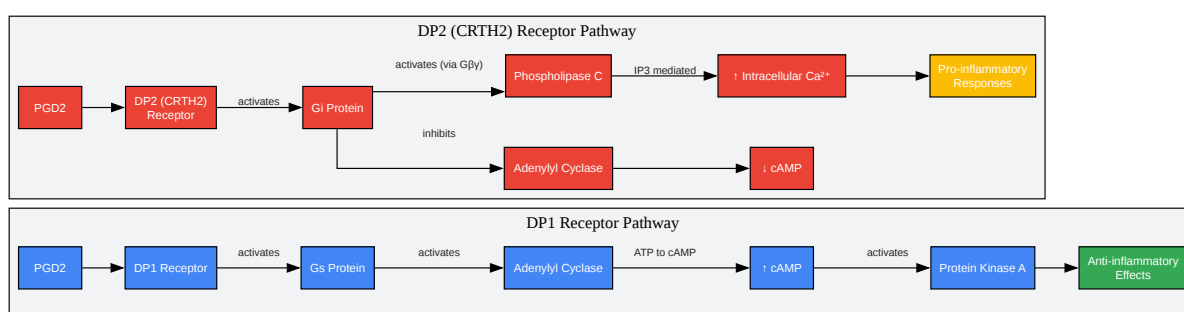 DP2 (CRTH2) Receptor Pathway
activates (via Gβγ)
Phospholipase C
IP3 mediated
↑ Intracellular Ca²⁺
Pro-inflammatory
Responses
PGD2
DP2 (CRTH2)
Receptor
activates
Gi Protein
inhibits
Adenylyl Cyclase
↓ cAMP
DP1 Receptor Pathway
PGD2
DP1 Receptor
activates
Gs Protein
activates
Adenylyl Cyclase
ATP to cAMP
↑ cAMP
activates
Protein Kinase A
Anti-inflammatory
Effects